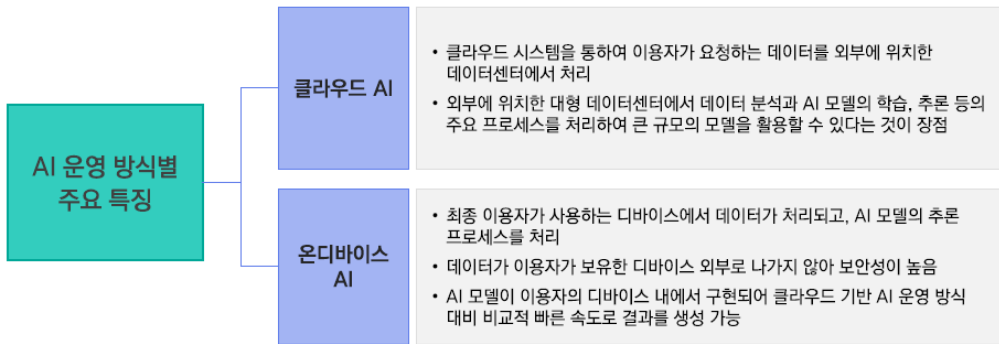 AI 운영 방식별
주요 특징
클라우드 AI
• 클라우드 시스템을 통하여 이용자가 요청하는 데이터를 외부에 위치한
데이터센터에서 처리
• 외부에 위치한 대형 데이터센터에서 데이터 분석과 AI 모델의 학습, 추론 등의
주요 프로세스를 처리하여 큰 규모의 모델을 활용할 수 있다는 것이 장점
온디바이스
AI
• 최종 이용자가 사용하는 디바이스에서 데이터가 처리되고, AI 모델의 추론
프로세스를 처리
• 데이터가 이용자가 보유한 디바이스 외부로 나가지 않아 보안성이 높음
• AI 모델이 이용자의 디바이스 내에서 구현되어 클라우드 기반 AI 운영 방식
대비 비교적 빠른 속도로 결과를 생성 가능